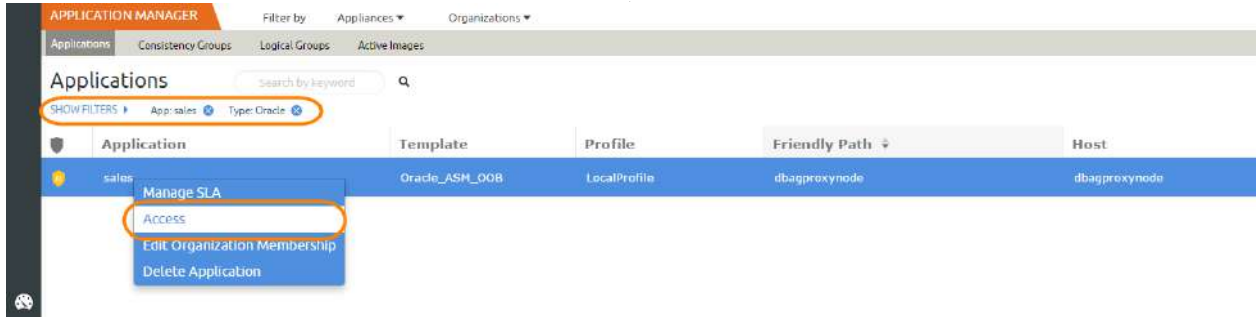 APPLICATION MANAGER Filter by Appliances ▾ Organizations ▾
Applications Consistency Groups Logical Groups Active Images
Applications Search by keyword
SHOW FILTERS App: sales Type: Oracle
Application Template Profile Friendly Path Host
sales Oracle_ASM_OOB LocalProfile dbagproxynode dbagproxynode
Manage SLA
Access
Edit Organization Membership
Delete Application